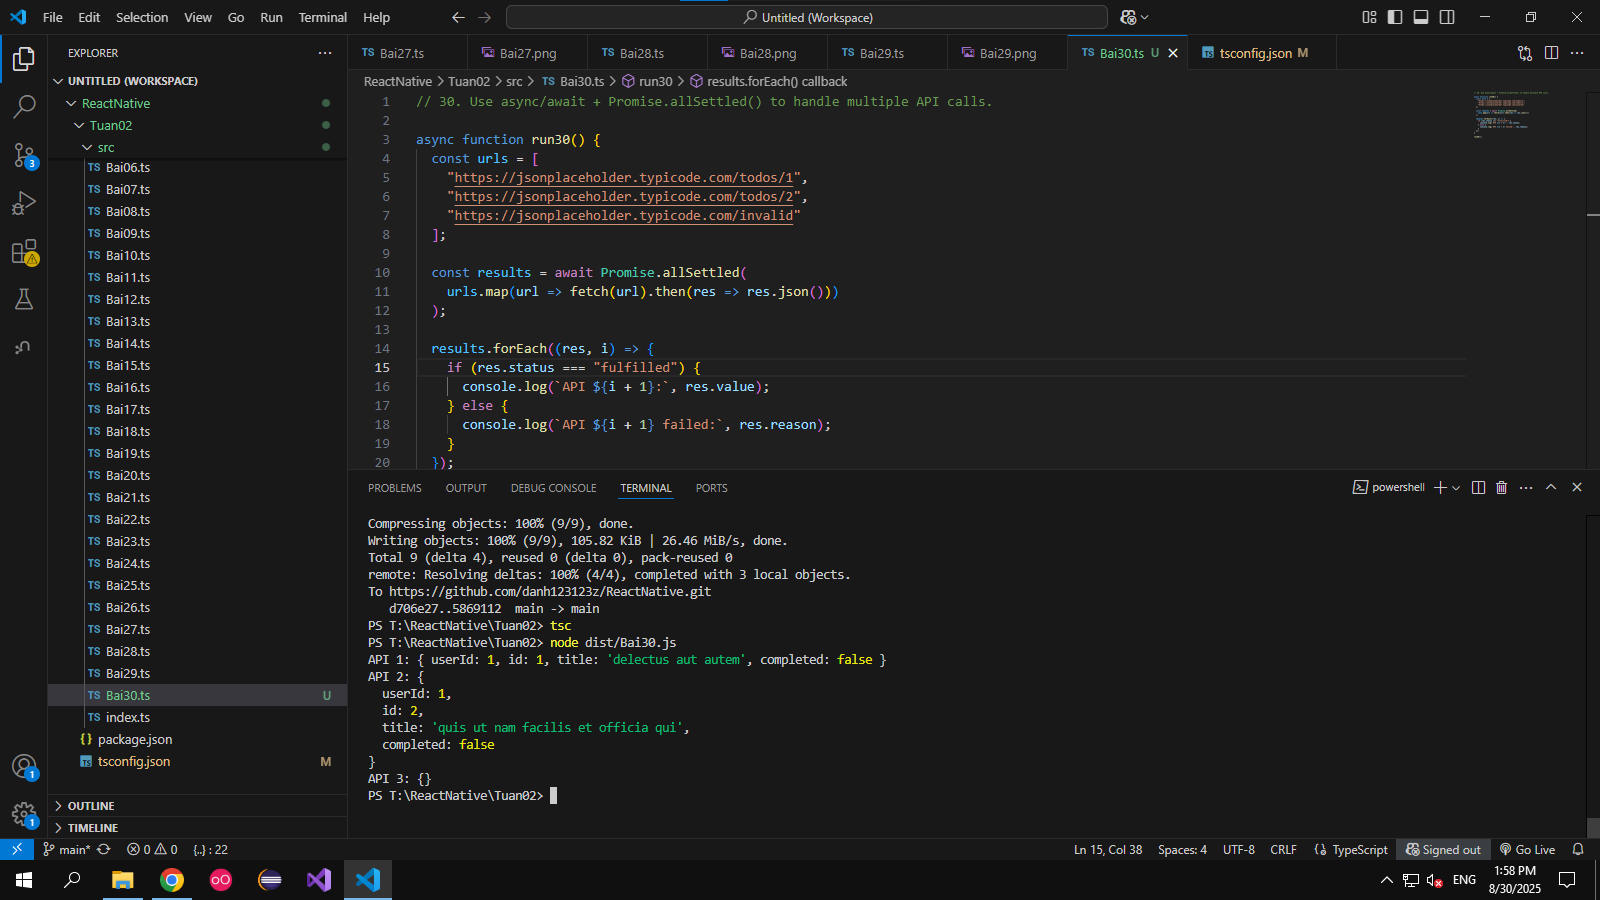 File Edit Selection View Go Run Terminal Help
Untitled (Workspace)
EXPLORER
UNTITLED (WORKSPACE)
ReactNative
Tuan02
src
TS Bai06.ts
TS Bai07.ts
TS Bai08.ts
TS Bai09.ts
TS Bai10.ts
TS Bai11.ts
TS Bai12.ts
TS Bai13.ts
TS Bai14.ts
TS Bai15.ts
TS Bai16.ts
TS Bai17.ts
TS Bai18.ts
TS Bai19.ts
TS Bai20.ts
TS Bai21.ts
TS Bai22.ts
TS Bai23.ts
TS Bai24.ts
TS Bai25.ts
TS Bai26.ts
TS Bai27.ts
TS Bai28.ts
TS Bai29.ts
TS Bai30.ts U
TS index.ts
{} package.json
TS tsconfig.json M
OUTLINE
TIMELINE
3
1
1
TS Bai27.ts Bai27.png TS Bai28.ts Bai28.png TS Bai29.ts Bai29.png TS Bai30.ts U TS tsconfig.json M
ReactNative > Tuan02 > src > TS Bai30.ts > run30 > results.forEach() callback
1 // 30. Use async/await + Promise.allSettled() to handle multiple API calls.
2
3 async function run30() {
4 const urls = [
5 "https://jsonplaceholder.typicode.com/todos/1",
6 "https://jsonplaceholder.typicode.com/todos/2",
7 "https://jsonplaceholder.typicode.com/invalid"
8 ];
9
10 const results = await Promise.allSettled(
11 urls.map(url => fetch(url).then(res => res.json()))
12 );
13
14 results.forEach((res, i) => {
15 if (res.status === "fulfilled") {
16 console.log(`API ${i + 1}:`, res.value);
17 } else {
18 console.log(`API ${i + 1} failed:`, res.reason);
19 }
20 });
PROBLEMS OUTPUT DEBUG CONSOLE TERMINAL PORTS
powershell
Compressing objects: 100% (9/9), done.
Writing objects: 100% (9/9), 105.82 KiB | 26.46 MiB/s, done.
Total 9 (delta 4), reused 0 (delta 0), pack-reused 0
remote: Resolving deltas: 100% (4/4), completed with 3 local objects.
To https://github.com/danh123123z/ReactNative.git
d706e27..5869112 main -> main
PS T:\ReactNative\Tuan02> tsc
PS T:\ReactNative\Tuan02> node dist/Bai30.js
API 1: { userId: 1, id: 1, title: 'delectus aut autem', completed: false }
API 2: {
userId: 1,
id: 2,
title: 'quis ut nam facilis et officia qui',
completed: false
}
API 3: {}
PS T:\ReactNative\Tuan02>
main* 0 0 {..} : 22
Ln 15, Col 38 Spaces: 4 UTF-8 CRLF {} TypeScript Signed out Go Live
ENG
1:58 PM
8/30/2025